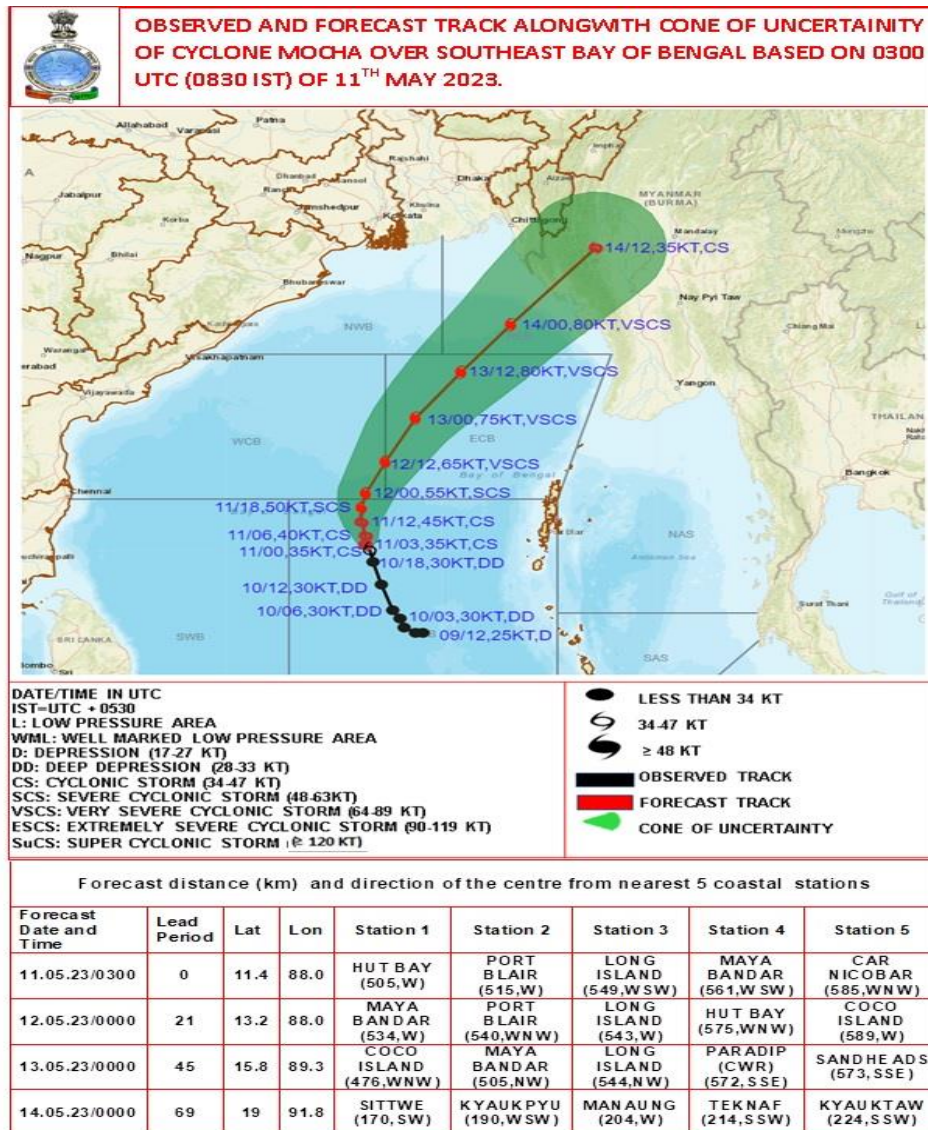 OBSERVED AND FORECAST TRACK ALONGWITH CONE OF UNCERTAINITY
OF CYCLONE MOCHA OVER SOUTHEAST BAY OF BENGAL BASED ON 0300
UTC (0830 IST) OF 11TH MAY 2023.
Allahabad
Varanasi
Patna
Rajshahi
Imphal
Jabalpur
Dhanbad
Ranchi
Jamshedpur
Dhaka
Kolkata
Chittagong
MYANMAR
(BURMA)
Mandalay
Nagpur
Bhilai
Bhubaneswar
14/12,35KT,CS
Nay Pyi Taw
Chiang Mai
NWB
14/00,80KT,VSCS
Warangal
Visakhapatnam
13/12,80KT,VSCS
Vijayawada
Yangon
13/00,75KT,VSCS
THAILAN
WCB
ECB
12/12,65KT,VSCS
Bay of Bengal
Bangkok
Chennai
12/00,55KT,SCS
11/18,50KT,SCS
11/12,45KT,CS
11/06,40KT,CS
11/03,35KT,CS
11/00,35KT,CS
NAS
Andaman Sea
10/18,30KT,DD
10/12,30KT,DD
10/06,30KT,DD
10/03,30KT,DD
09/12,25KT,D
Gulf of
Surat Thani
SRI LANKA
SWB
SAS
DATE/TIME IN UTC
IST=UTC + 0530
L: LOW PRESSURE AREA
WML: WELL MARKED LOW PRESSURE AREA
D: DEPRESSION (17-27 KT)
DD: DEEP DEPRESSION (28-33 KT)
CS: CYCLONIC STORM (34-47 KT)
SCS: SEVERE CYCLONIC STORM (48-63KT)
VSCS: VERY SEVERE CYCLONIC STORM (64-89 KT)
ESCS: EXTREMELY SEVERE CYCLONIC STORM (90-119 KT)
SuCS: SUPER CYCLONIC STORM (≥ 120 KT)
LESS THAN 34 KT
34-47 KT
≥ 48 KT
OBSERVED TRACK
FORECAST TRACK
CONE OF UNCERTAINTY
Forecast distance (km) and direction of the centre from nearest 5 coastal stations
Forecast Date and Time Lead Period Lat Lon Station 1 Station 2 Station 3 Station 4 Station 5
11.05.23/0300 0 11.4 88.0 HUT BAY (505,W) PORT BLAIR (515,W) LONG ISLAND (549,WSW) MAYA BANDAR (561,WSW) CAR NICOBAR (585,WNW)
12.05.23/0000 21 13.2 88.0 MAYA BANDAR (534,W) PORT BLAIR (540,WNW) LONG ISLAND (543,W) HUT BAY (575,WNW) COCO ISLAND (589,W)
13.05.23/0000 45 15.8 89.3 COCO ISLAND (476,WNW) MAYA BANDAR (505,NW) LONG ISLAND (544,NW) PARADIP (CWR) (572,SSE) SANDHEADS (573,SSE)
14.05.23/0000 69 19 91.8 SITTWE (170,SW) KYAUKPYU (190,WSW) MANAUNG (204,W) TEKNAF (214,SSW) KYAUKTAW (224,SSW)